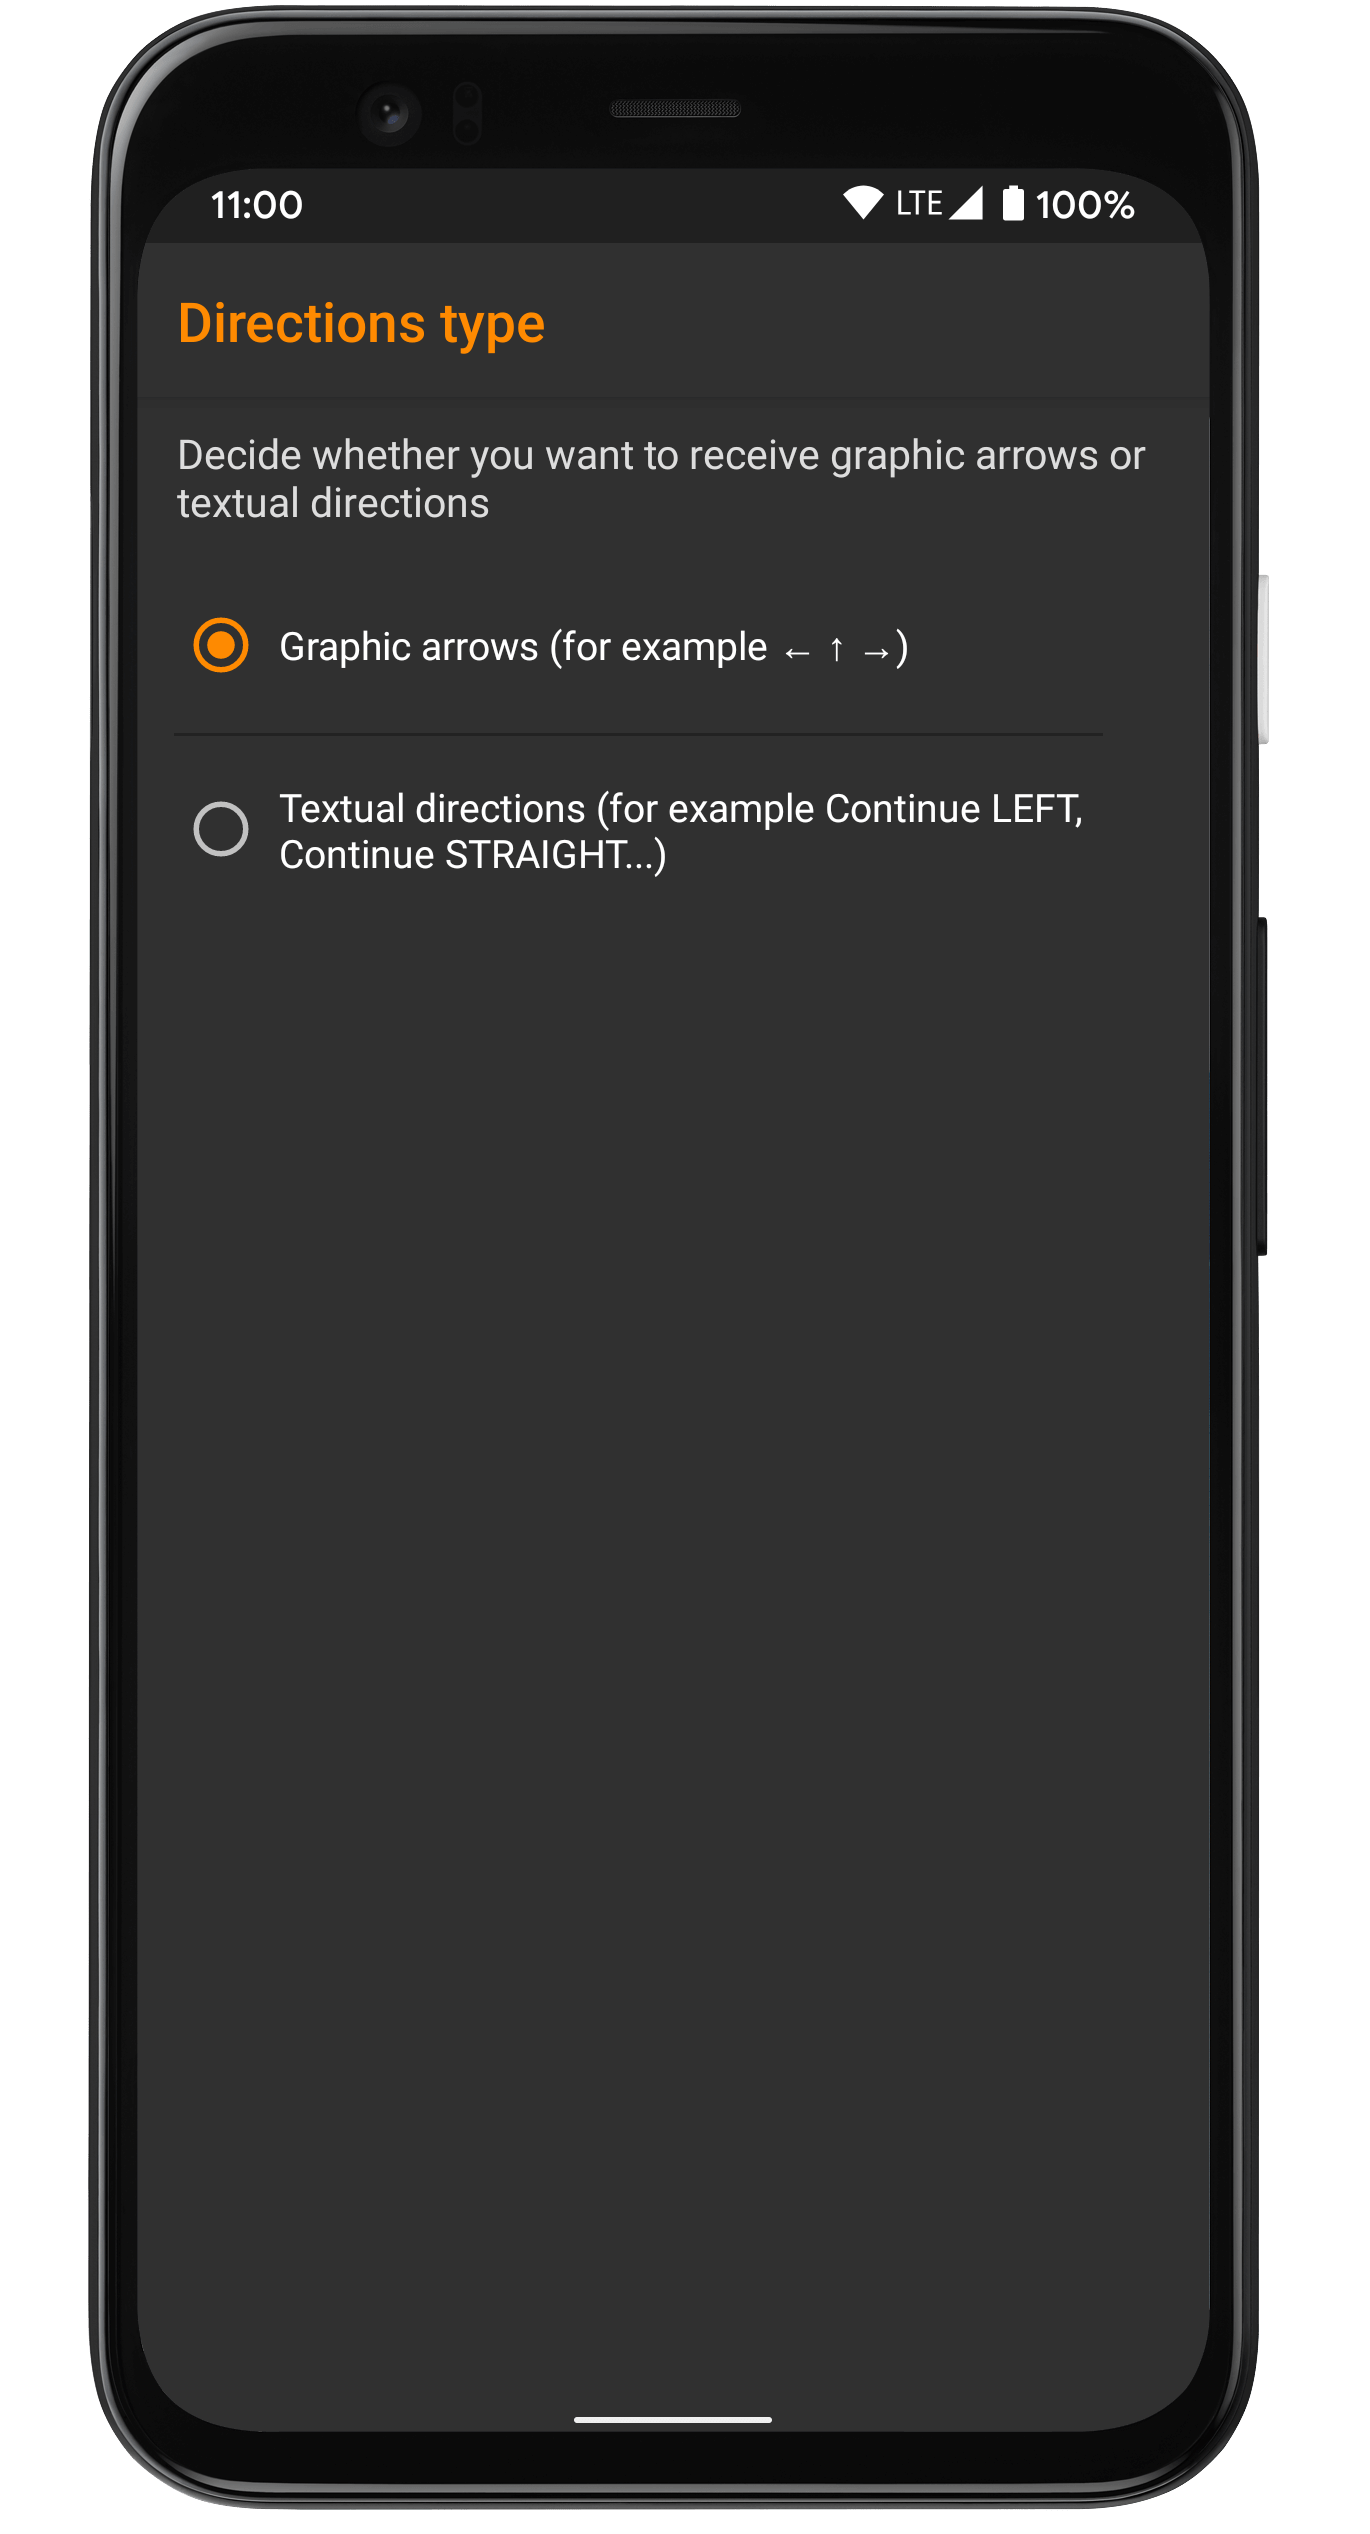 11:00 LTE 100%
Directions type
Decide whether you want to receive graphic arrows or
textual directions
Graphic arrows (for example ← ↑ →)
Textual directions (for example Continue LEFT,
Continue STRAIGHT...)